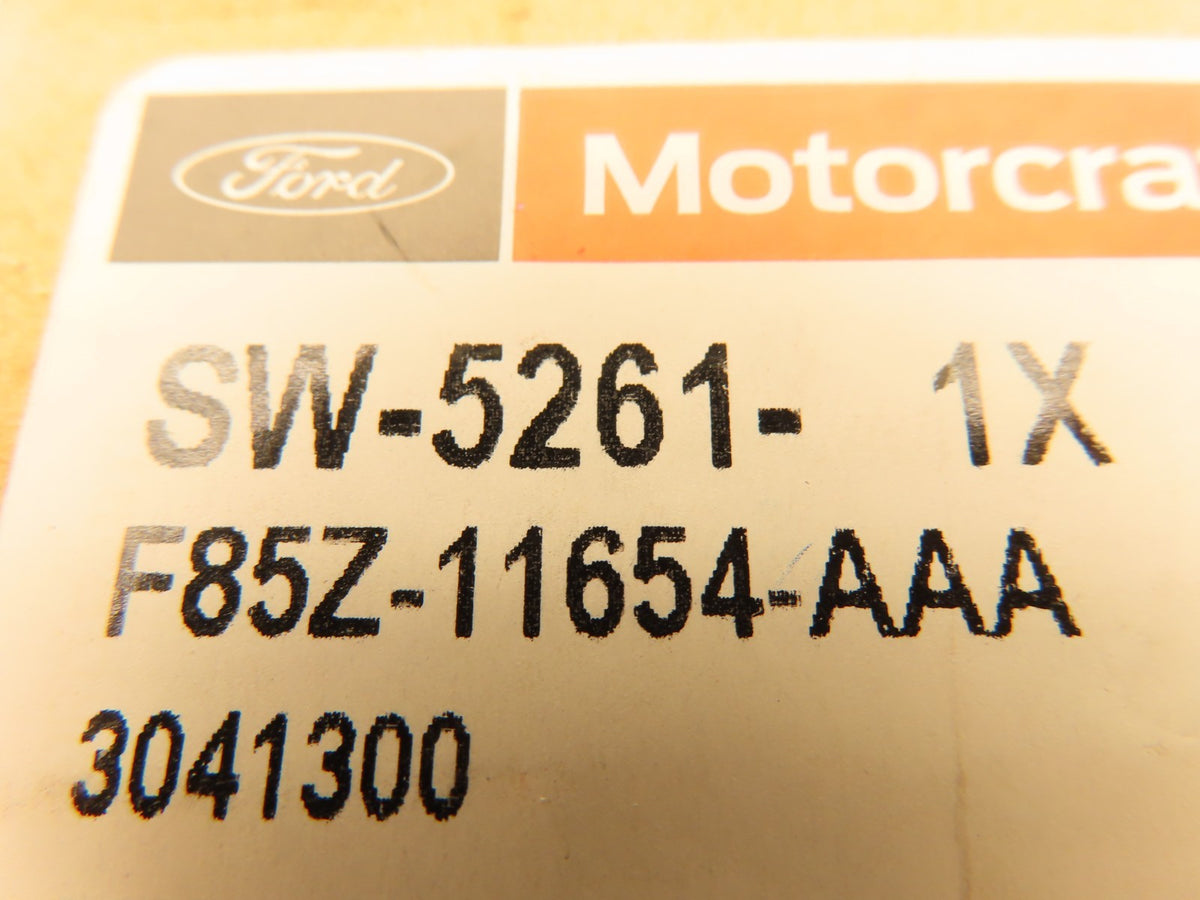 Ford Motorcra
SW-5261- 1X
F85Z-11654-AAA
3041300